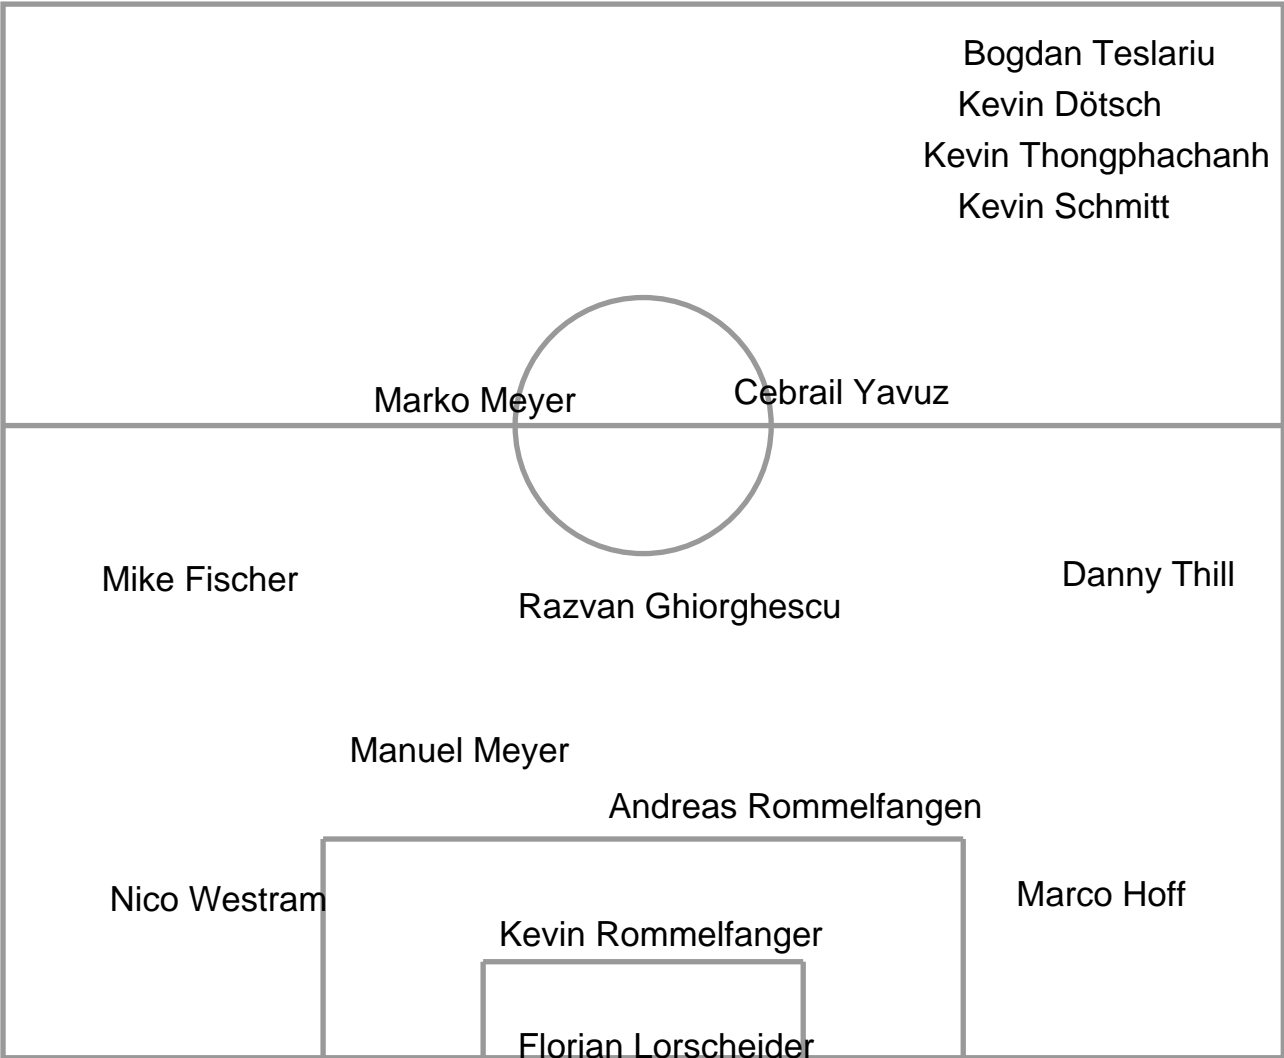 Bogdan Teslariu
Kevin Dötsch
Kevin Thongphachanh
Kevin Schmitt
Marko Meyer
Cebrail Yavuz
Mike Fischer
Razvan Ghiorghescu
Danny Thill
Manuel Meyer
Andreas Rommelfangen
Nico Westram
Marco Hoff
Kevin Rommelfanger
Florian Lorscheider